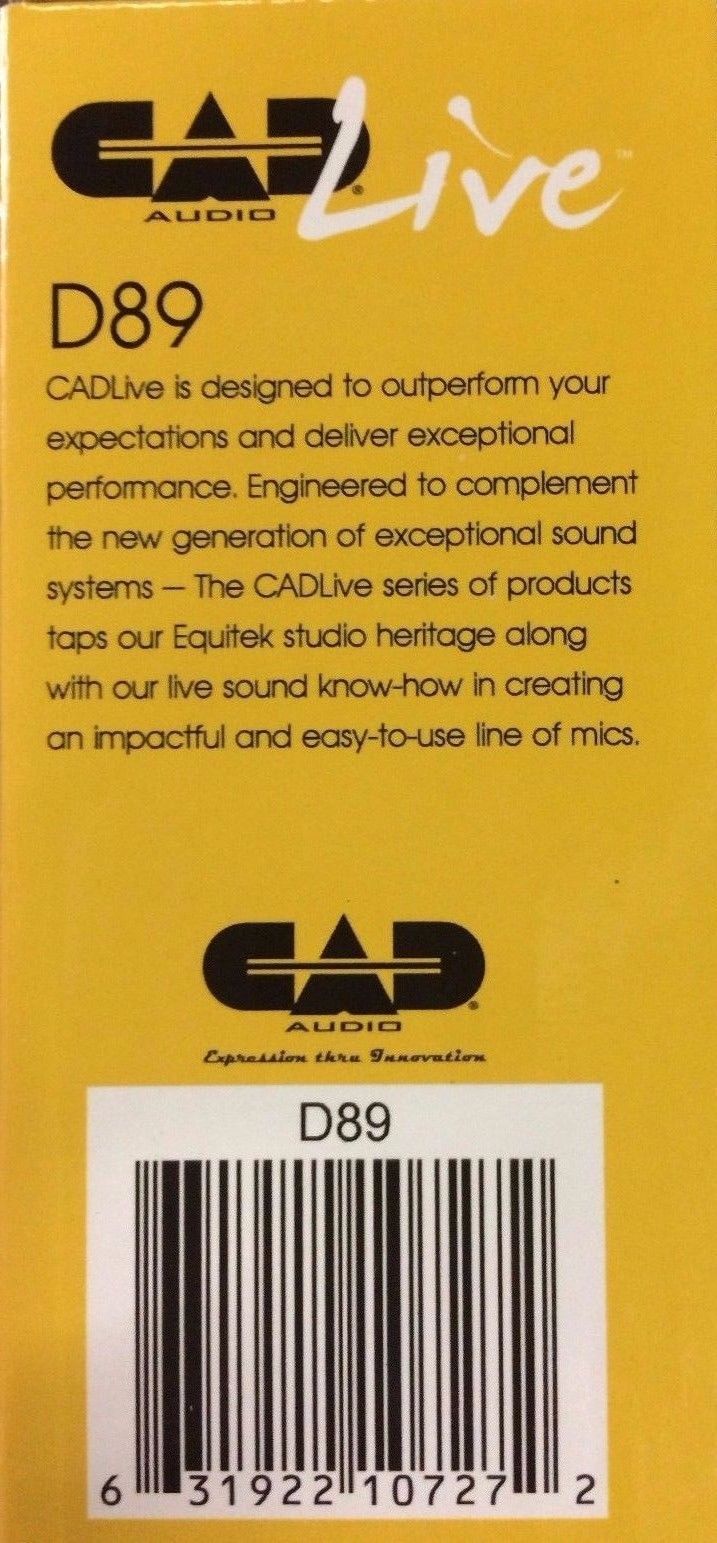 CAD Live™
AUDIO®
D89
CADLive is designed to outperform your
expectations and deliver exceptional
performance. Engineered to complement
the new generation of exceptional sound
systems — The CADLive series of products
taps our Equitek studio heritage along
with our live sound know-how in creating
an impactful and easy-to-use line of mics.
CAD®
AUDIO
Expression thru Innovation
D89
6 31922 10727 2